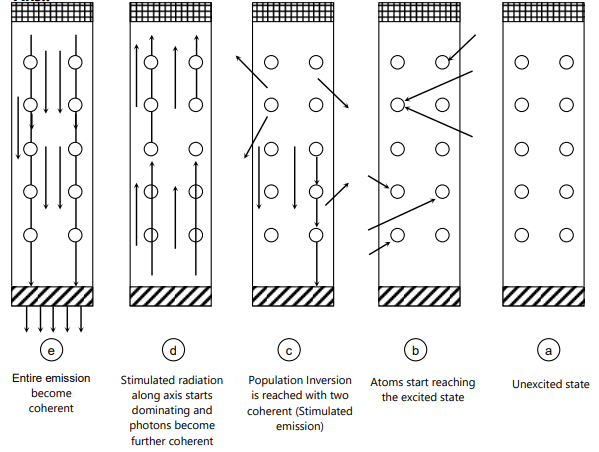 e
d
c
b
a
Entire emission
become
coherent
Stimulated radiation
along axis starts
dominating and
photons become
further coherent
Population Inversion
is reached with two
coherent (Stimulated
emission)
Atoms start reaching
the excited state
Unexcited state